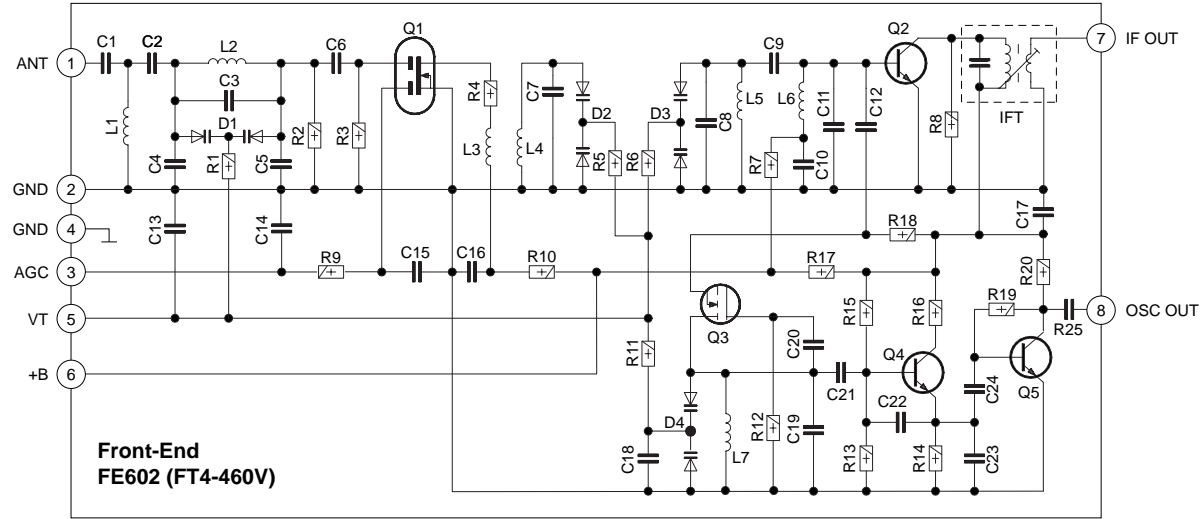 C1
C2
L2
C6
Q1
C9
Q2
ANT 1
7 IF OUT
C3
R4
C7
L5
L6
C11
C12
IFT
L1
D1
R2
R3
L3
L4
D2
D3
C8
R8
C4
R1
C5
R5
R6
R7
C10
GND 2
GND 4
C13
C14
R18
C17
AGC 3
R9
C15
C16
R10
R17
R20
VT 5
Q3
R15
R16
R19
8 OSC OUT
R25
+B 6
R11
C20
C21
Q4
C24
Q5
Front-End
FE602 (FT4-460V)
D4
C18
L7
R12
C19
C22
R13
R14
C23